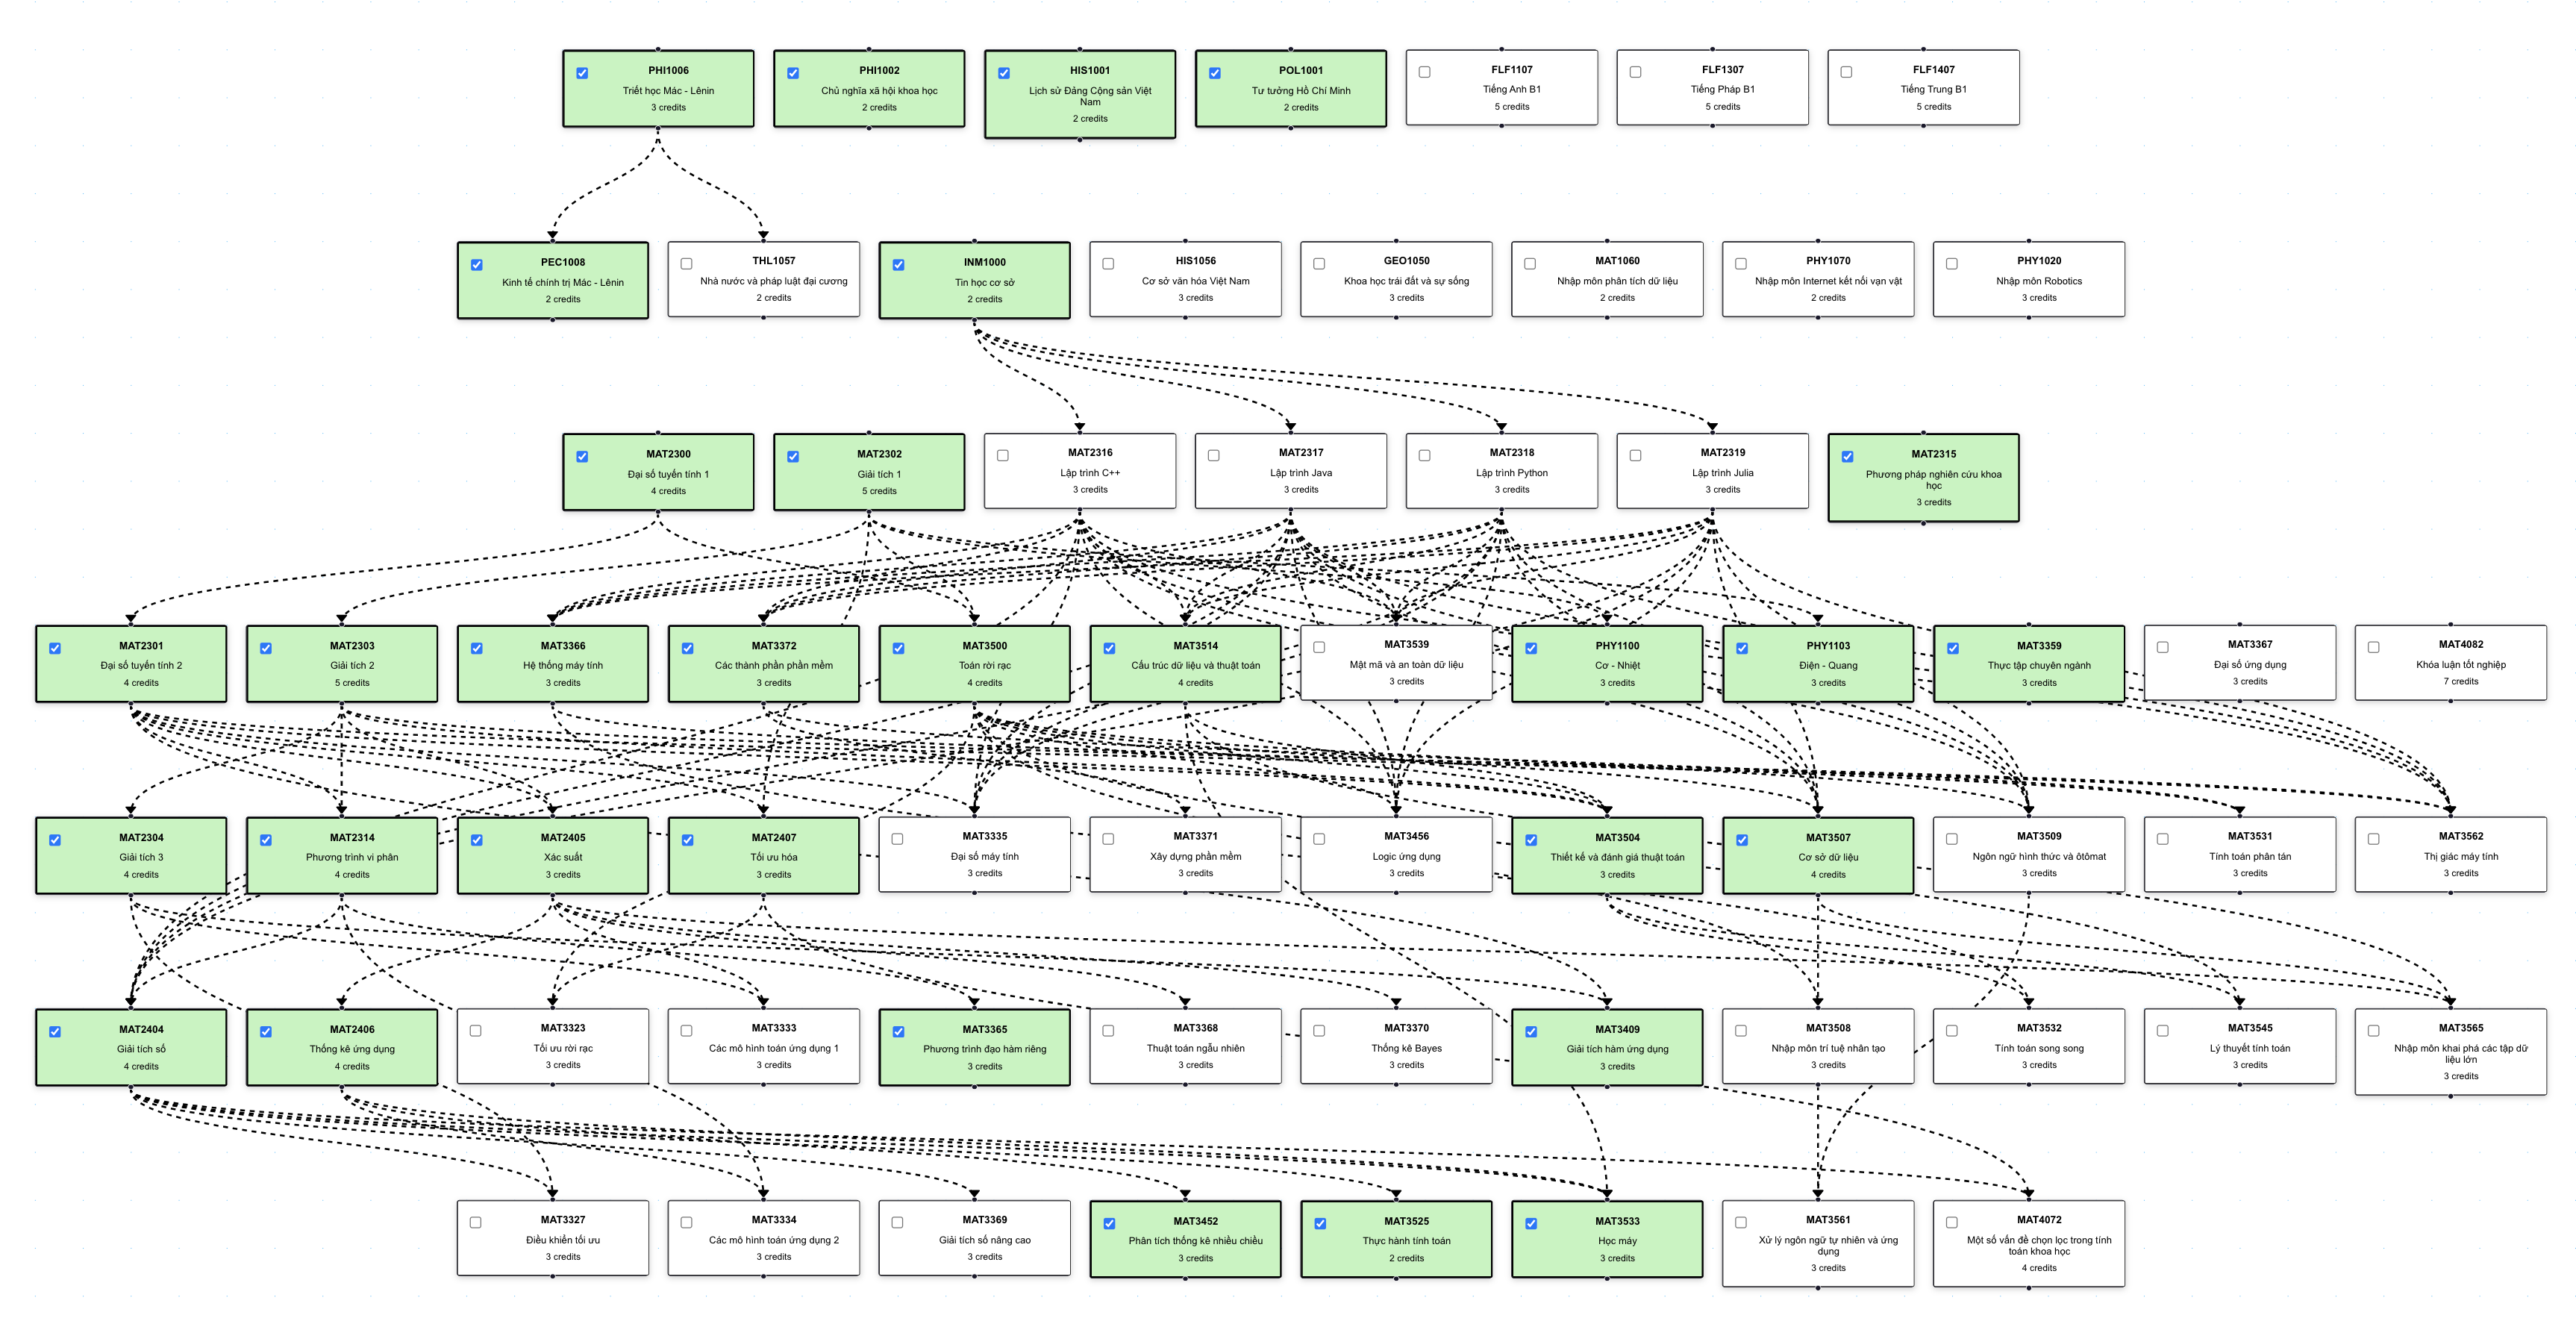 PHI1006
Triết học Mác - Lênin
3 credits
PHI1002
Chủ nghĩa xã hội khoa học
2 credits
HIS1001
Lịch sử Đảng Cộng sản Việt
Nam
2 credits
POL1001
Tư tưởng Hồ Chí Minh
2 credits
FLF1107
Tiếng Anh B1
5 credits
FLF1307
Tiếng Pháp B1
5 credits
FLF1407
Tiếng Trung B1
5 credits
PEC1008
Kinh tế chính trị Mác - Lênin
2 credits
THL1057
Nhà nước và pháp luật đại cương
2 credits
INM1000
Tin học cơ sở
2 credits
HIS1056
Cơ sở văn hóa Việt Nam
3 credits
GEO1050
Khoa học trái đất và sự sống
3 credits
MAT1060
Nhập môn phân tích dữ liệu
2 credits
PHY1070
Nhập môn Internet kết nối vạn vật
2 credits
PHY1020
Nhập môn Robotics
3 credits
MAT2300
Đại số tuyến tính 1
4 credits
MAT2302
Giải tích 1
5 credits
MAT2316
Lập trình C++
3 credits
MAT2317
Lập trình Java
3 credits
MAT2318
Lập trình Python
3 credits
MAT2319
Lập trình Julia
3 credits
MAT2315
Phương pháp nghiên cứu khoa
học
3 credits
MAT2301
Đại số tuyến tính 2
4 credits
MAT2303
Giải tích 2
5 credits
MAT3366
Hệ thống máy tính
3 credits
MAT3372
Các thành phần phần mềm
3 credits
MAT3500
Toán rời rạc
4 credits
MAT3514
Cấu trúc dữ liệu và thuật toán
4 credits
MAT3539
Mật mã và an toàn dữ liệu
3 credits
PHY1100
Cơ - Nhiệt
3 credits
PHY1103
Điện - Quang
3 credits
MAT3359
Thực tập chuyên ngành
3 credits
MAT3367
Đại số ứng dụng
3 credits
MAT4082
Khóa luận tốt nghiệp
7 credits
MAT2304
Giải tích 3
4 credits
MAT2314
Phương trình vi phân
4 credits
MAT2405
Xác suất
3 credits
MAT2407
Tối ưu hóa
3 credits
MAT3335
Đại số máy tính
3 credits
MAT3371
Xây dựng phần mềm
3 credits
MAT3456
Logic ứng dụng
3 credits
MAT3504
Thiết kế và đánh giá thuật toán
3 credits
MAT3507
Cơ sở dữ liệu
4 credits
MAT3509
Ngôn ngữ hình thức và ôtômat
3 credits
MAT3531
Tính toán phân tán
3 credits
MAT3562
Thị giác máy tính
3 credits
MAT2404
Giải tích số
4 credits
MAT2406
Thống kê ứng dụng
4 credits
MAT3323
Tối ưu rời rạc
3 credits
MAT3333
Các mô hình toán ứng dụng 1
3 credits
MAT3365
Phương trình đạo hàm riêng
3 credits
MAT3368
Thuật toán ngẫu nhiên
3 credits
MAT3370
Thống kê Bayes
3 credits
MAT3409
Giải tích hàm ứng dụng
3 credits
MAT3508
Nhập môn trí tuệ nhân tạo
3 credits
MAT3532
Tính toán song song
3 credits
MAT3545
Lý thuyết tính toán
3 credits
MAT3565
Nhập môn khai phá các tập dữ
liệu lớn
3 credits
MAT3327
Điều khiển tối ưu
3 credits
MAT3334
Các mô hình toán ứng dụng 2
3 credits
MAT3369
Giải tích số nâng cao
3 credits
MAT3452
Phân tích thống kê nhiều chiều
3 credits
MAT3525
Thực hành tính toán
2 credits
MAT3533
Học máy
3 credits
MAT3561
Xử lý ngôn ngữ tự nhiên và ứng
dụng
3 credits
MAT4072
Một số vấn đề chọn lọc trong tính
toán khoa học
4 credits